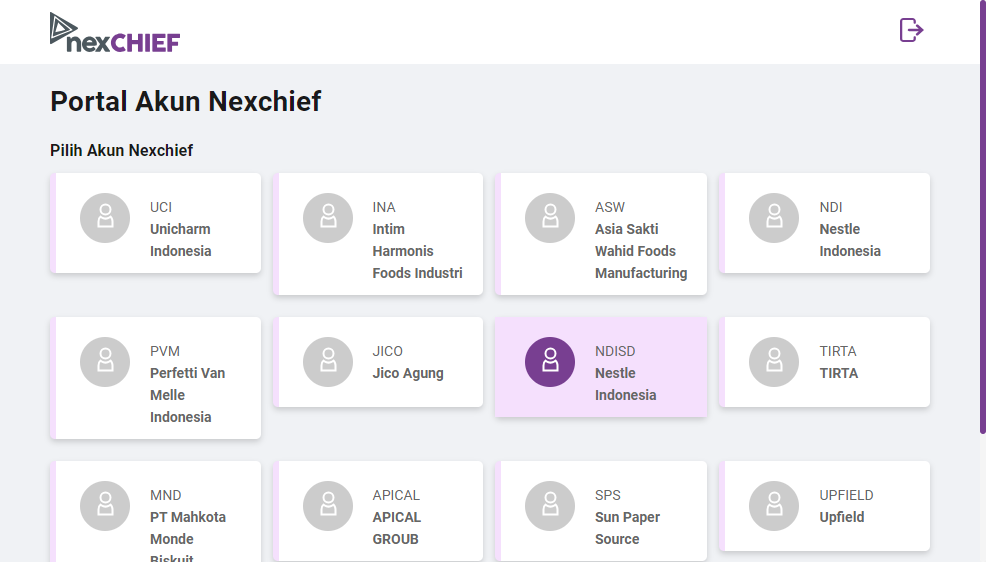 nexCHIEF
Portal Akun Nexchief
Pilih Akun Nexchief
UCI
Unicharm
Indonesia
INA
Intim
Harmonis
Foods Industri
ASW
Asia Sakti
Wahid Foods
Manufacturing
NDI
Nestle
Indonesia
PVM
Perfetti Van
Melle
Indonesia
JICO
Jico Agung
NDISD
Nestle
Indonesia
TIRTA
TIRTA
MND
PT Mahkota
Monde
Biskuit
APICAL
APICAL
GROUB
SPS
Sun Paper
Source
UPFIELD
Upfield